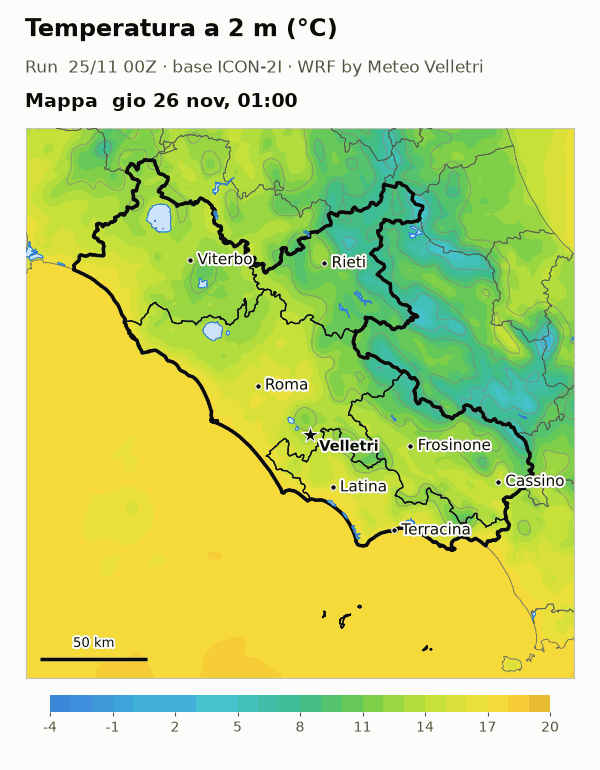 Temperatura a 2 m (°C)
Run  25/11 00Z · base ICON-2I · WRF by Meteo Velletri
Mappa  gio 26 nov, 01:00
Viterbo
Rieti
Roma
Velletri
Frosinone
Cassino
Latina
Terracina
50 km
-4 -1 2 5 8 11 14 17 20